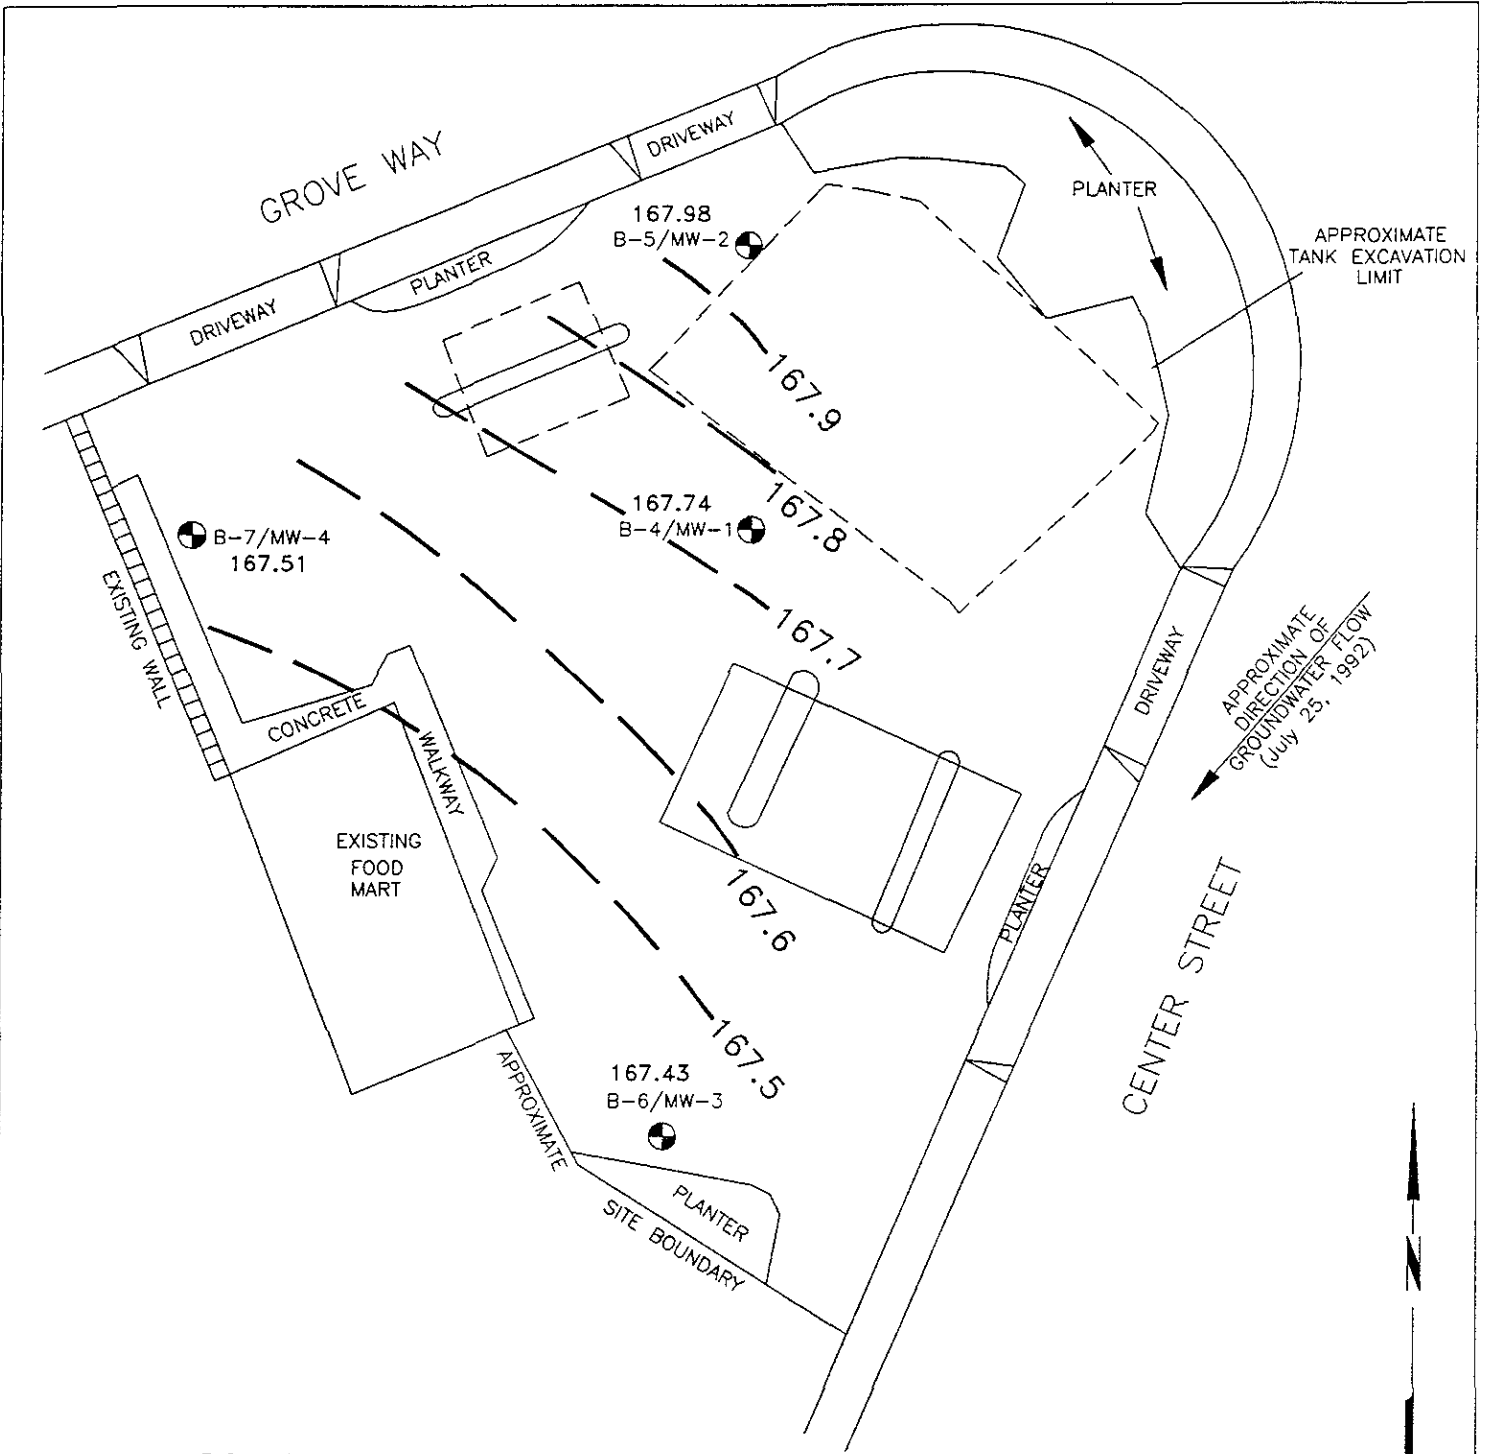 GROVE WAY
DRIVEWAY
DRIVEWAY
PLANTER
167.98
B-5/MW-2
PLANTER
APPROXIMATE
TANK EXCAVATION
LIMIT
167.9
167.8
167.74
B-4/MW-1
167.7
B-7/MW-4
167.51
EXISTING WALL
CONCRETE
WALKWAY
EXISTING
FOOD
MART
167.6
167.5
DRIVEWAY
APPROXIMATE
DIRECTION OF
GROUNDWATER FLOW
(July 25, 1992)
PLANTER
CENTER STREET
167.43
B-6/MW-3
APPROXIMATE
SITE BOUNDARY
PLANTER
N